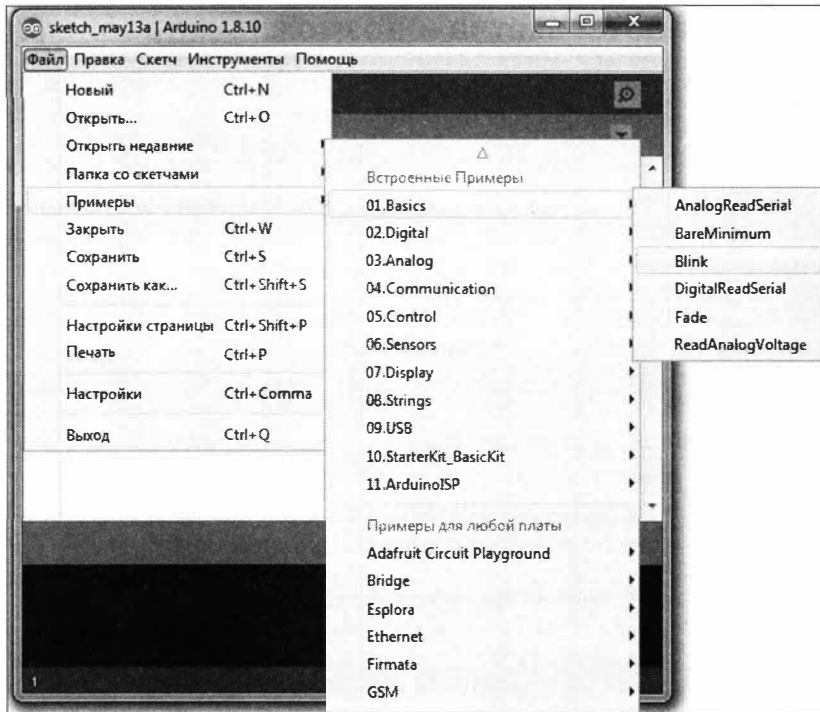 sketch_may13a | Arduino 1.8.10
Файл Правка Скетч Инструменты Помощь
Новый Ctrl+N
Открыть... Ctrl+O
Открыть недавние
Папка со скетчами
Примеры
Закрыть Ctrl+W
Сохранить Ctrl+S
Сохранить как... Ctrl+Shift+S
Настройки страницы Ctrl+Shift+P
Печать Ctrl+P
Настройки Ctrl+Comma
Выход Ctrl+Q
Встроенные Примеры
01.Basics
02.Digital
03.Analog
04.Communication
05.Control
06.Sensors
07.Display
08.Strings
09.USB
10.StarterKit_BasicKit
11.ArduinoISP
Примеры для любой платы
Adafruit Circuit Playground
Bridge
Esplora
Ethernet
Firmata
GSM
AnalogReadSerial
BareMinimum
Blink
DigitalReadSerial
Fade
ReadAnalogVoltage
1